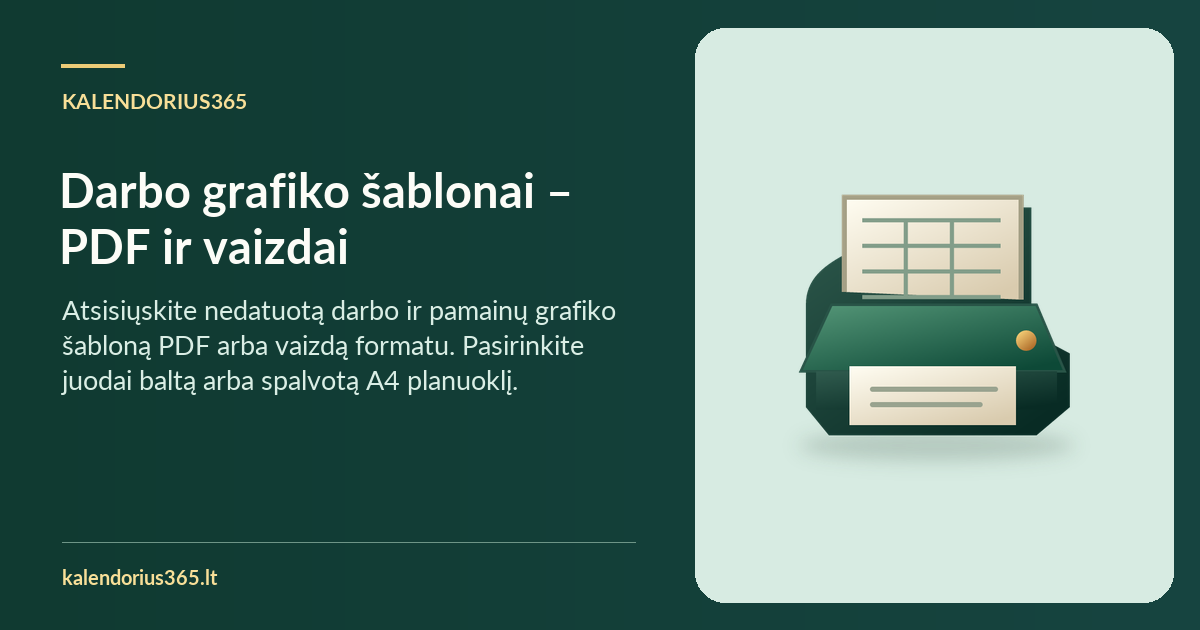 KALENDORIUS365
Darbo grafiko šablonai –
PDF ir vaizdai
Atsisiųskite nedatuotą darbo ir pamainų grafiko
šabloną PDF arba vaizdą formatu. Pasirinkite
juodai baltą arba spalvotą A4 planuoklį.
kalendorius365.lt